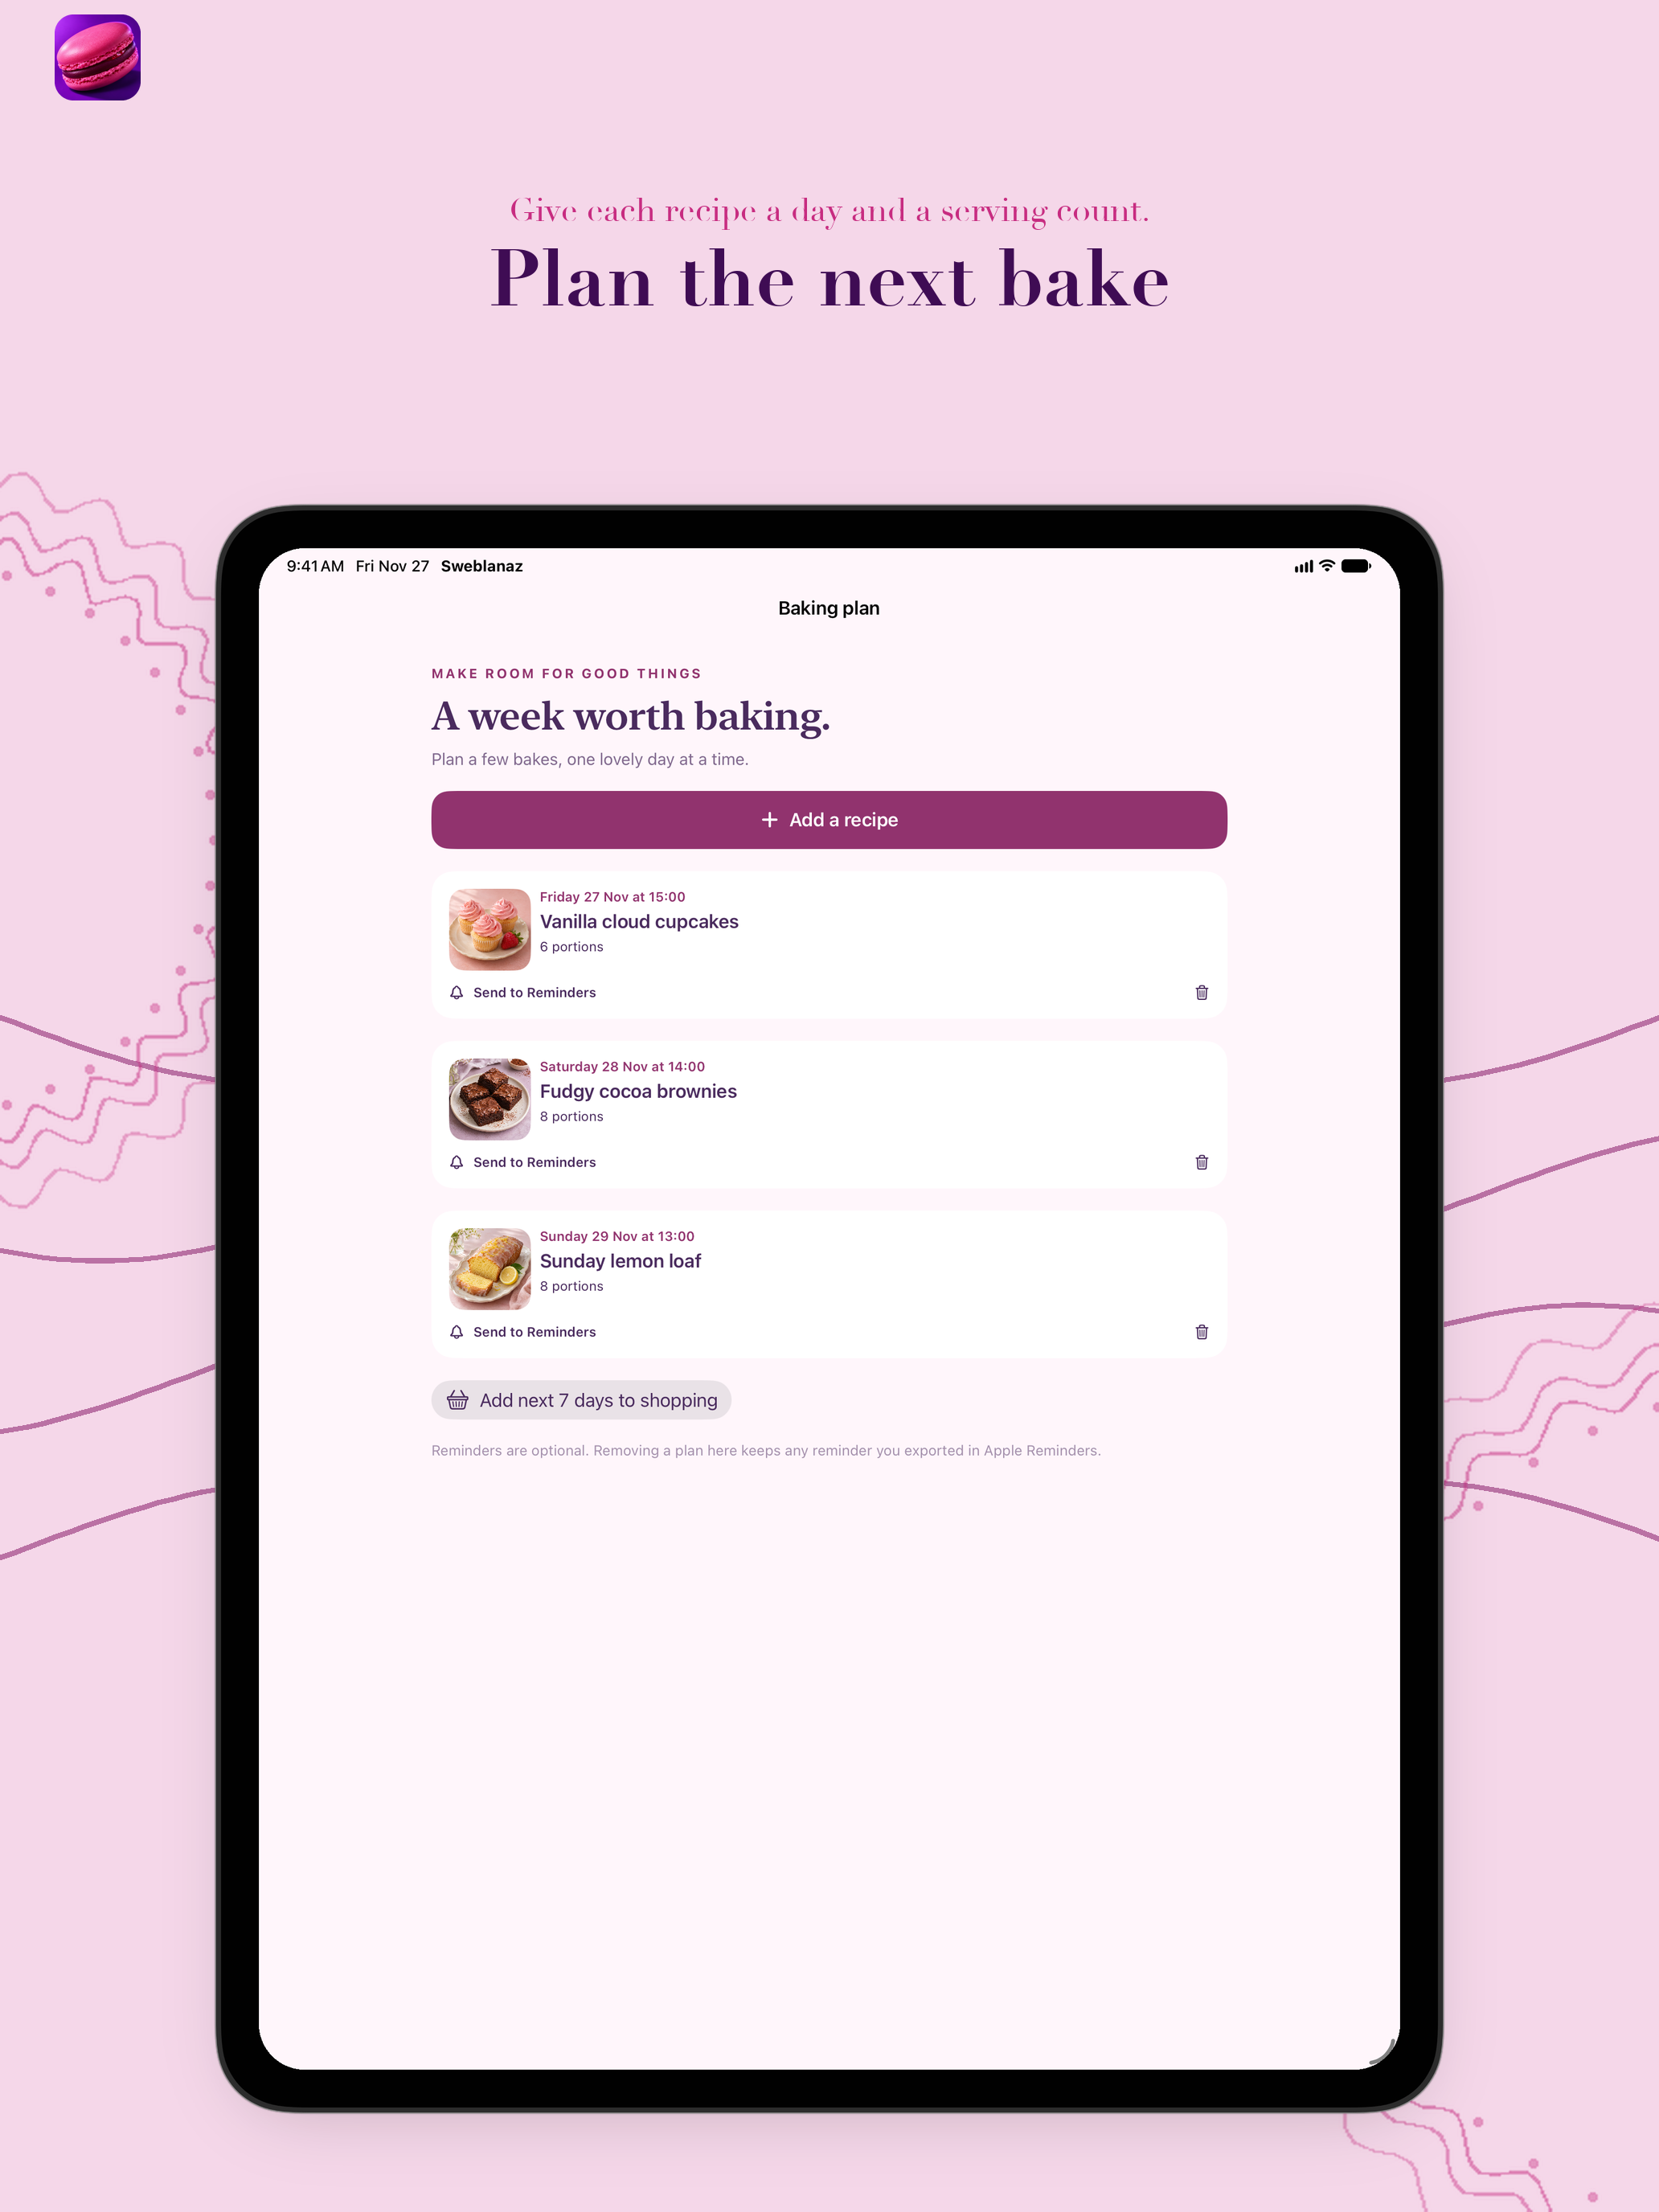 Give each recipe a day and a serving count.
Plan the next bake
9:41 AM Fri Nov 27 Sweblanaz
Baking plan
MAKE ROOM FOR GOOD THINGS
A week worth baking.
Plan a few bakes, one lovely day at a time.
+ Add a recipe
Friday 27 Nov at 15:00
Vanilla cloud cupcakes
6 portions
Send to Reminders
Saturday 28 Nov at 14:00
Fudgy cocoa brownies
8 portions
Send to Reminders
Sunday 29 Nov at 13:00
Sunday lemon loaf
8 portions
Send to Reminders
Add next 7 days to shopping
Reminders are optional. Removing a plan here keeps any reminder you exported in Apple Reminders.